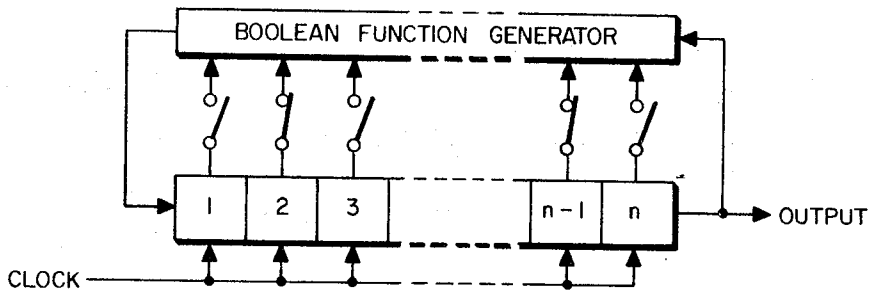 BOOLEAN FUNCTION GENERATOR
1 2 3 n-1 n
OUTPUT
CLOCK